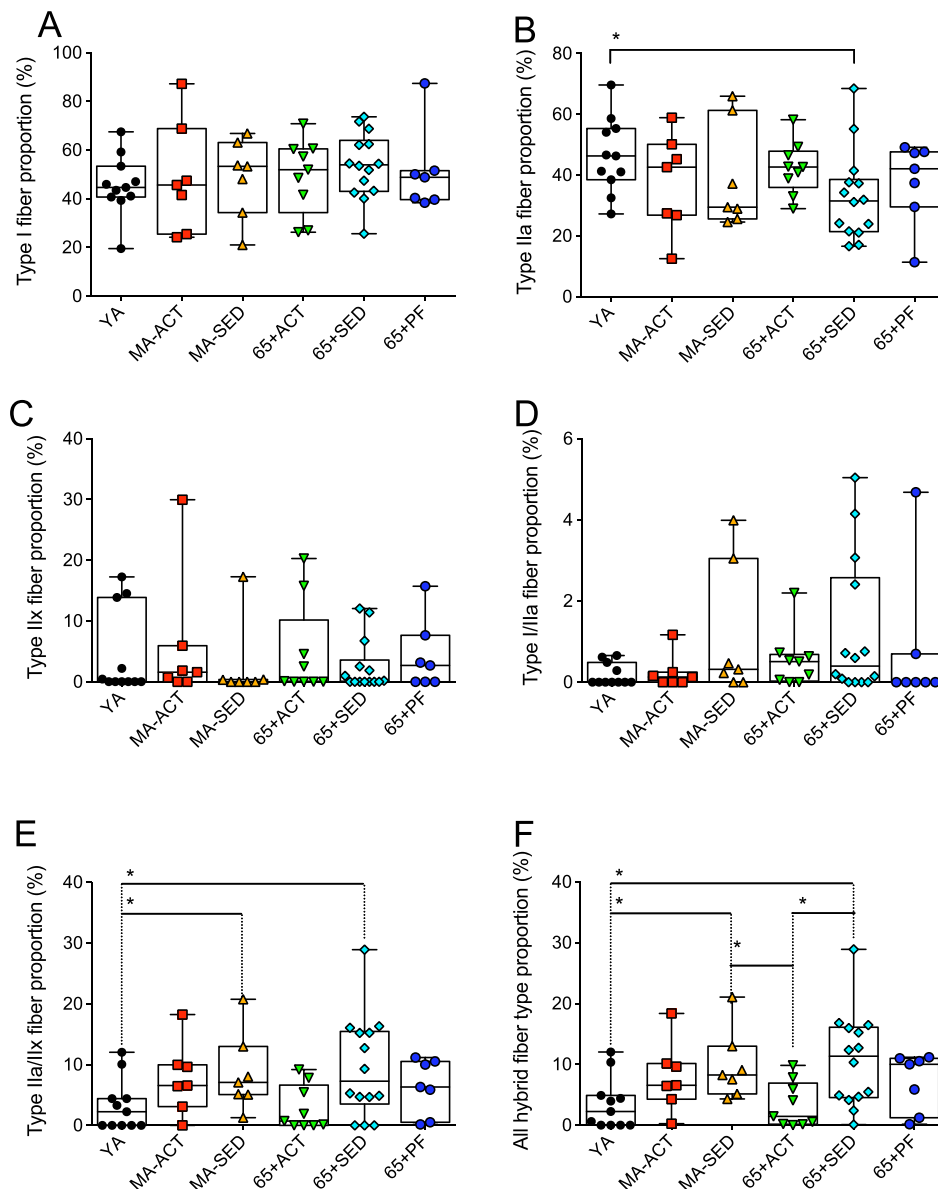 A
Type I fiber proportion (%)
100
80
60
40
20
0
YA
MA-ACT
MA-SED
65+ACT
65+SED
65+PF
B
Type IIa fiber proportion (%)
80
60
40
20
0
*
YA
MA-ACT
MA-SED
65+ACT
65+SED
65+PF
C
Type IIx fiber proportion (%)
40
30
20
10
0
YA
MA-ACT
MA-SED
65+ACT
65+SED
65+PF
D
Type I/IIa fiber proportion (%)
6
4
2
0
YA
MA-ACT
MA-SED
65+ACT
65+SED
65+PF
E
Type IIa/IIx fiber proportion (%)
40
30
20
10
0
*
*
YA
MA-ACT
MA-SED
65+ACT
65+SED
65+PF
F
All hybrid fiber type proportion (%)
40
30
20
10
0
*
*
*
*
YA
MA-ACT
MA-SED
65+ACT
65+SED
65+PF